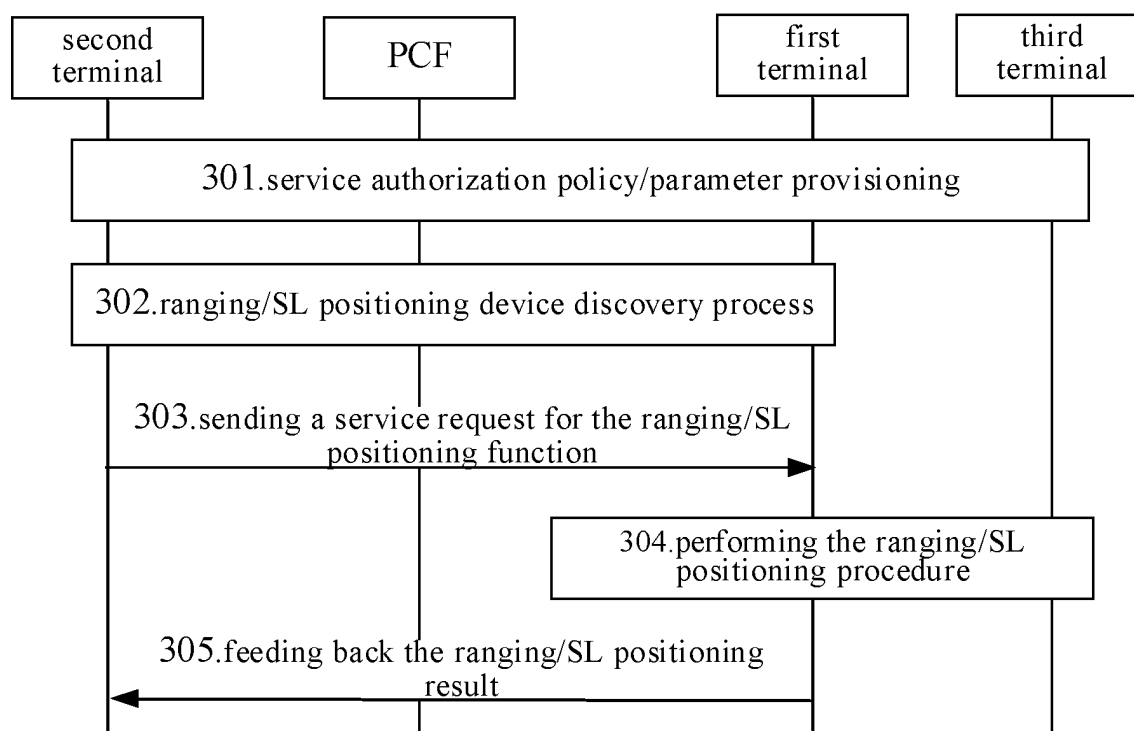 second
terminal
PCF
first
terminal
third
terminal
301.service authorization policy/parameter provisioning
302.ranging/SL positioning device discovery process
303.sending a service request for the ranging/SL
positioning function
304.performing the ranging/SL
positioning procedure
305.feeding back the ranging/SL positioning
result